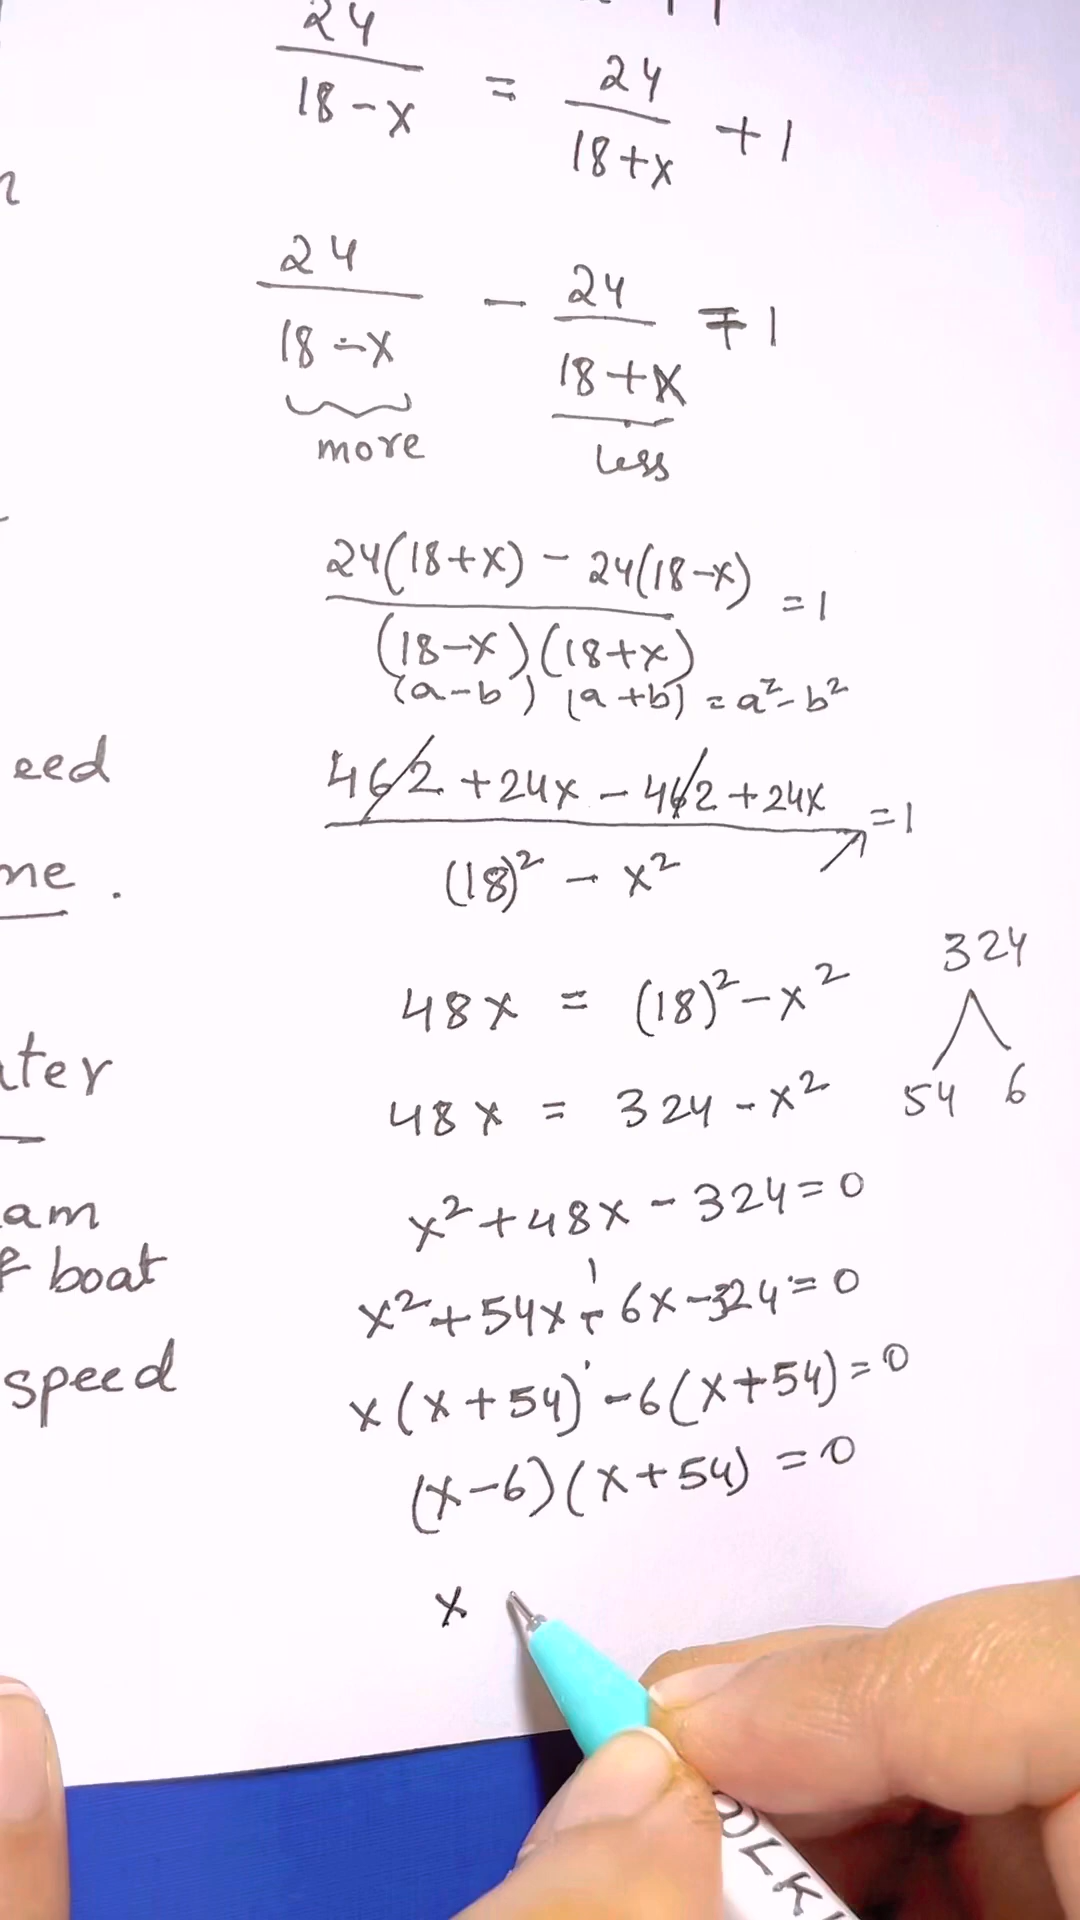 24/(18-x) = 24/(18+x) + 1
24/(18-x) - 24/(18+x) = 1
more less
24(18+x) - 24(18-x) / (18-x)(18+x) = 1
(a-b) (a+b) = a²-b²
462 + 24x - 462 + 24x / (18)² - x² = 1
eed
me .
48x = (18)² - x²
324
54 6
48x = 324 - x²
ter
x² + 48x - 324 = 0
am
boat
x² + 54x - 6x - 324 = 0
speed
x(x+54) - 6(x+54) = 0
(x-6)(x+54) = 0
x